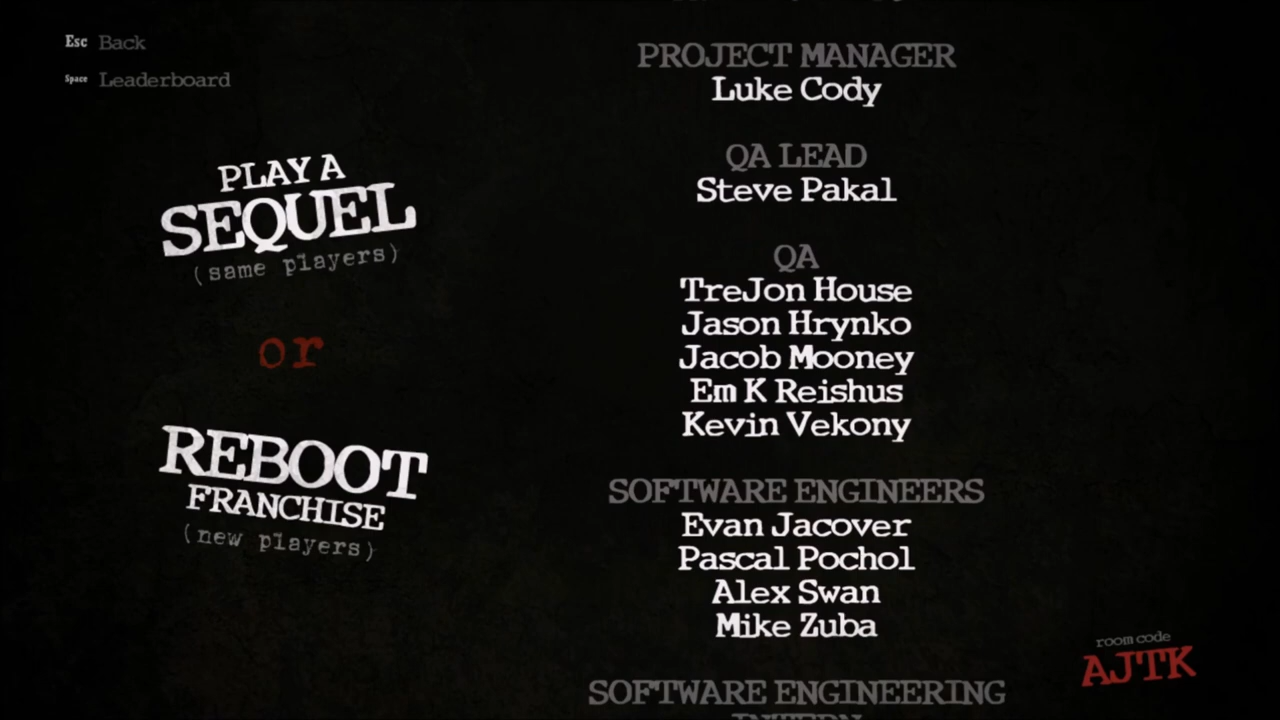 Esc Back
Space Leaderboard
PLAY A
SEQUEL
(same players)
or
REBOOT
FRANCHISE
(new players)
PROJECT MANAGER
Luke Cody
QA LEAD
Steve Pakal
QA
TreJon House
Jason Hrynko
Jacob Mooney
Em K Reishus
Kevin Vekony
SOFTWARE ENGINEERS
Evan Jacover
Pascal Pochol
Alex Swan
Mike Zuba
SOFTWARE ENGINEERING
room code
AJTK